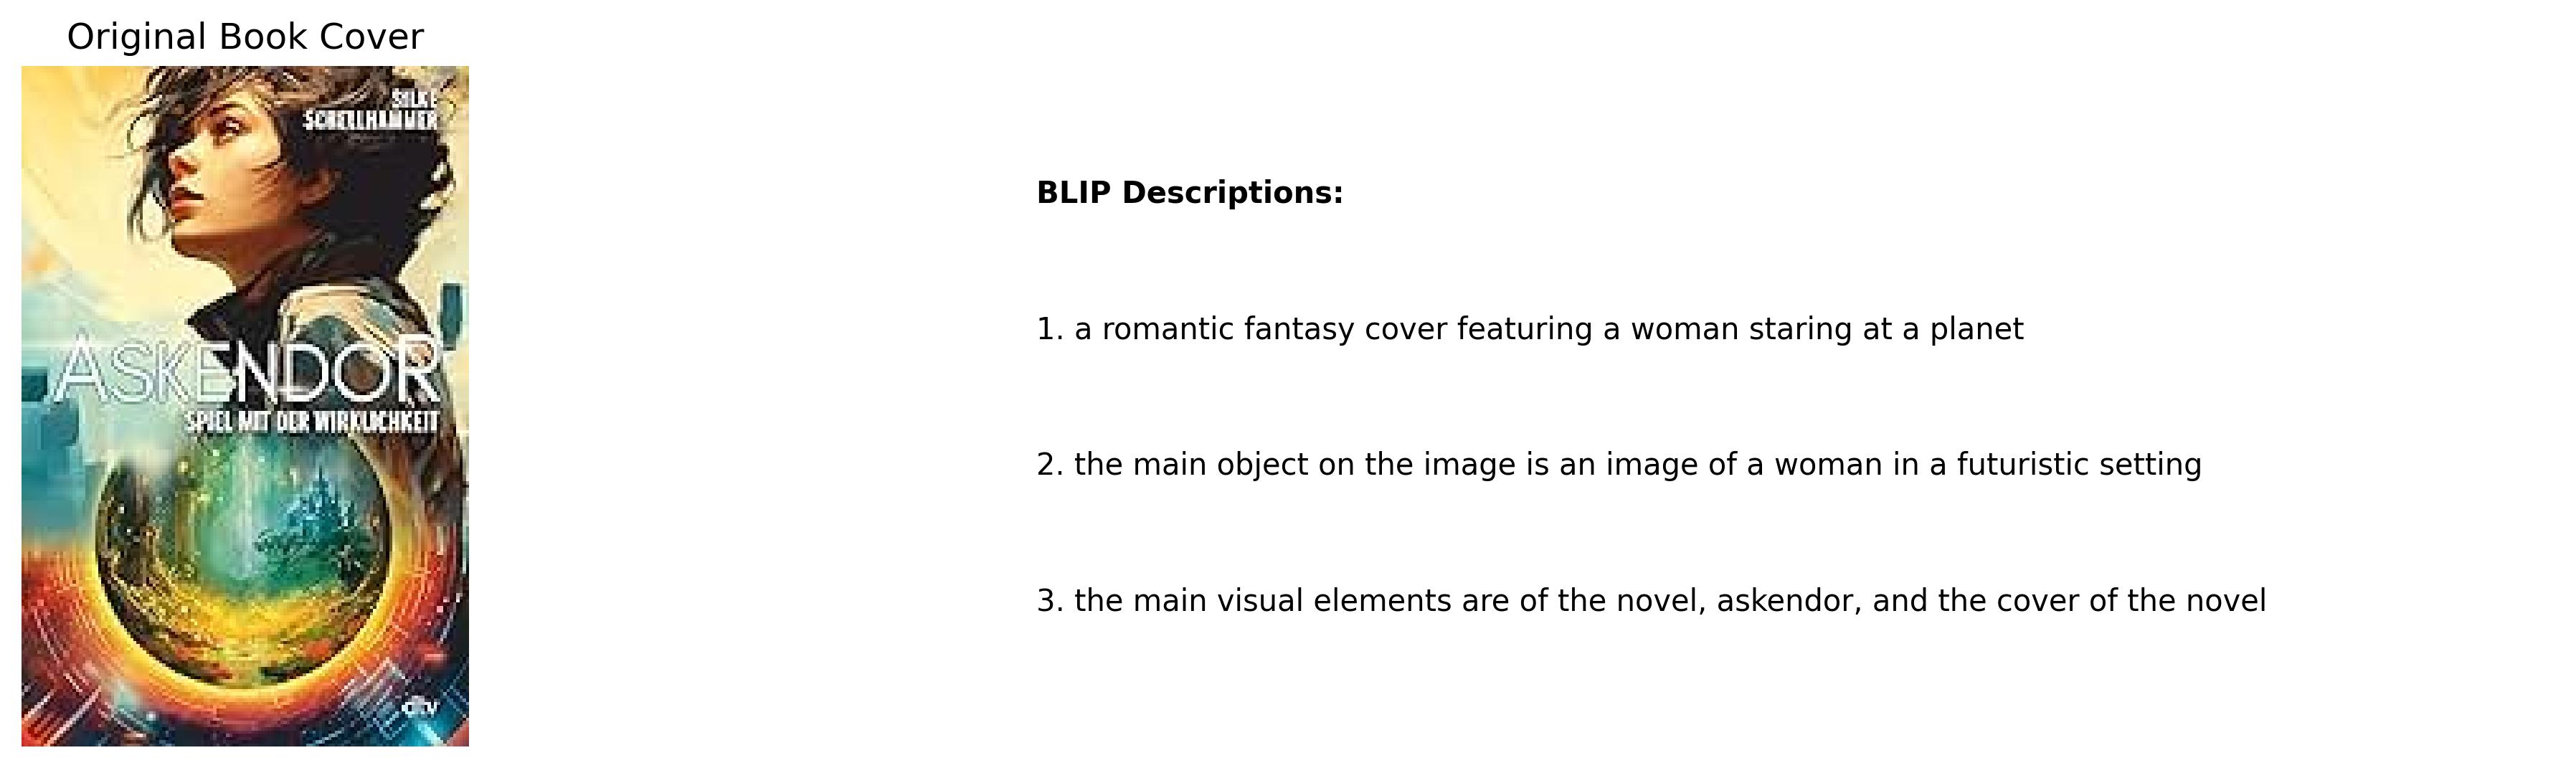 Original Book Cover
SILKE
SCHELLHAMMER
ASKENDOR
SPIEL MIT DER WIRKLICHKEIT
dtv
BLIP Descriptions:
1. a romantic fantasy cover featuring a woman staring at a planet
2. the main object on the image is an image of a woman in a futuristic setting
3. the main visual elements are of the novel, askendor, and the cover of the novel